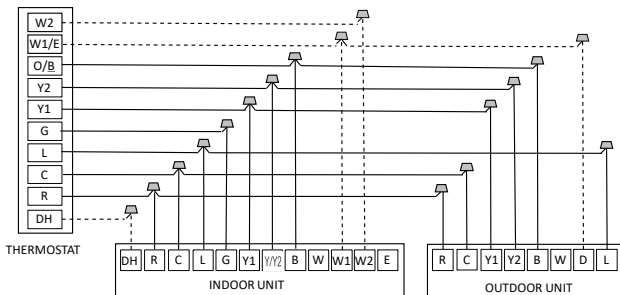 W2
W1/E
O/B
Y2
Y1
G
L
C
R
DH
THERMOSTAT
DH R C L G Y1 Y/Y2 B W W1 W2 E
INDOOR UNIT
R C Y1 Y2 B W D L
OUTDOOR UNIT